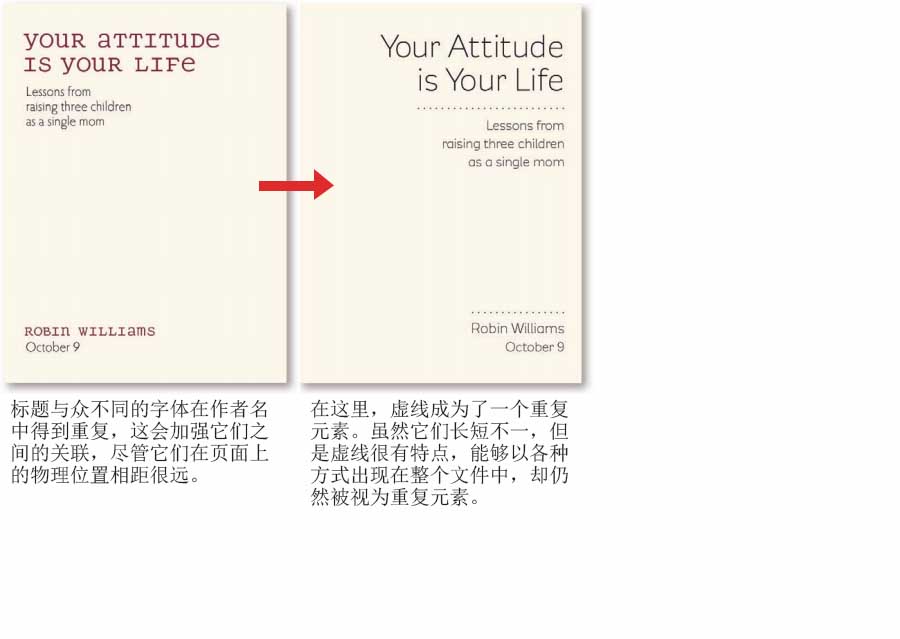 your attitude
is your life
Lessons from
raising three children
as a single mom
Robin Williams
October 9
标题与众不同的字体在作者名
中得到重复，这会加强它们之
间的关联，尽管它们在页面上
的物理位置相距很远。
Your Attitude
is Your Life
Lessons from
raising three children
as a single mom
Robin Williams
October 9
在这里，虚线成为了一个重复
元素。虽然它们长短不一，但
是虚线很有特点，能够以各种
方式出现在整个文件中，却仍
然被视为重复元素。